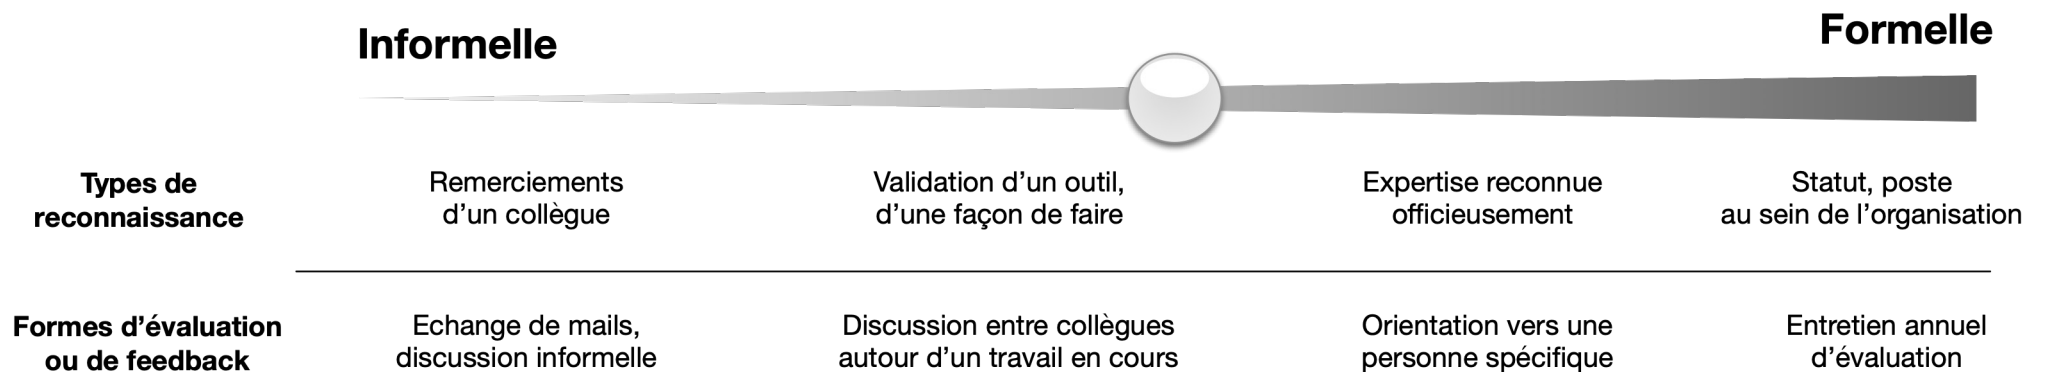 Informelle
Formelle
Types de
reconnaissance
Remerciements
d’un collègue
Validation d’un outil,
d’une façon de faire
Expertise reconnue
officieusement
Statut, poste
au sein de l’organisation
Formes d’évaluation
ou de feedback
Echange de mails,
discussion informelle
Discussion entre collègues
autour d’un travail en cours
Orientation vers une
personne spécifique
Entretien annuel
d’évaluation